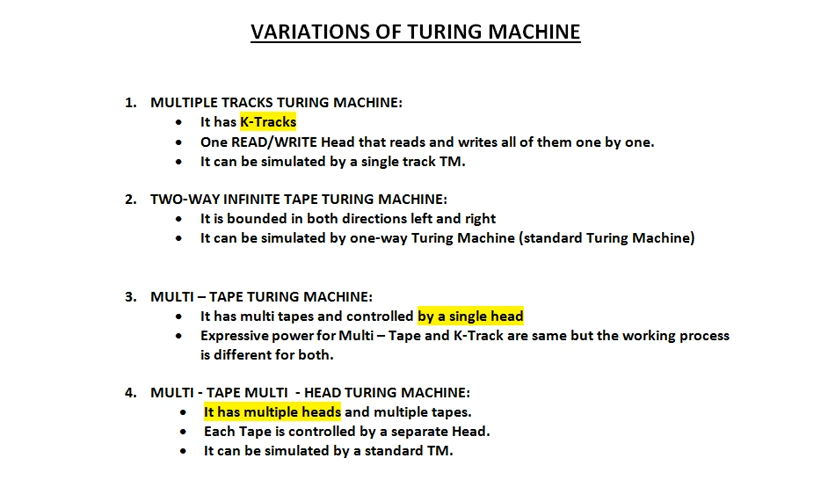 VARIATIONS OF TURING MACHINE
1. MULTIPLE TRACKS TURING MACHINE:
• It has K-Tracks
• One READ/WRITE Head that reads and writes all of them one by one.
• It can be simulated by a single track TM.
2. TWO-WAY INFINITE TAPE TURING MACHINE:
• It is bounded in both directions left and right
• It can be simulated by one-way Turing Machine (standard Turing Machine)
3. MULTI – TAPE TURING MACHINE:
• It has multi tapes and controlled by a single head
• Expressive power for Multi – Tape and K-Track are same but the working process
is different for both.
4. MULTI - TAPE MULTI - HEAD TURING MACHINE:
• It has multiple heads and multiple tapes.
• Each Tape is controlled by a separate Head.
• It can be simulated by a standard TM.